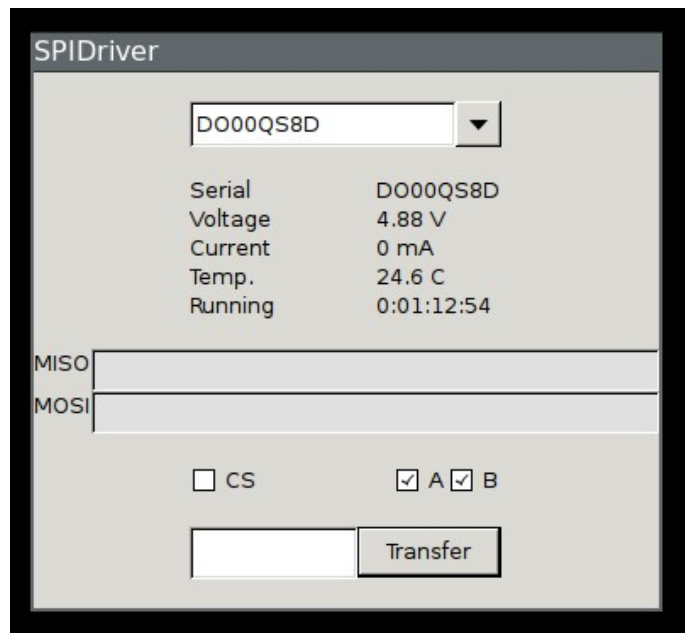 SPIDriver
DO00QS8D
Serial DO00QS8D
Voltage 4.88 V
Current 0 mA
Temp. 24.6 C
Running 0:01:12:54
MISO
MOSI
CS A B
Transfer